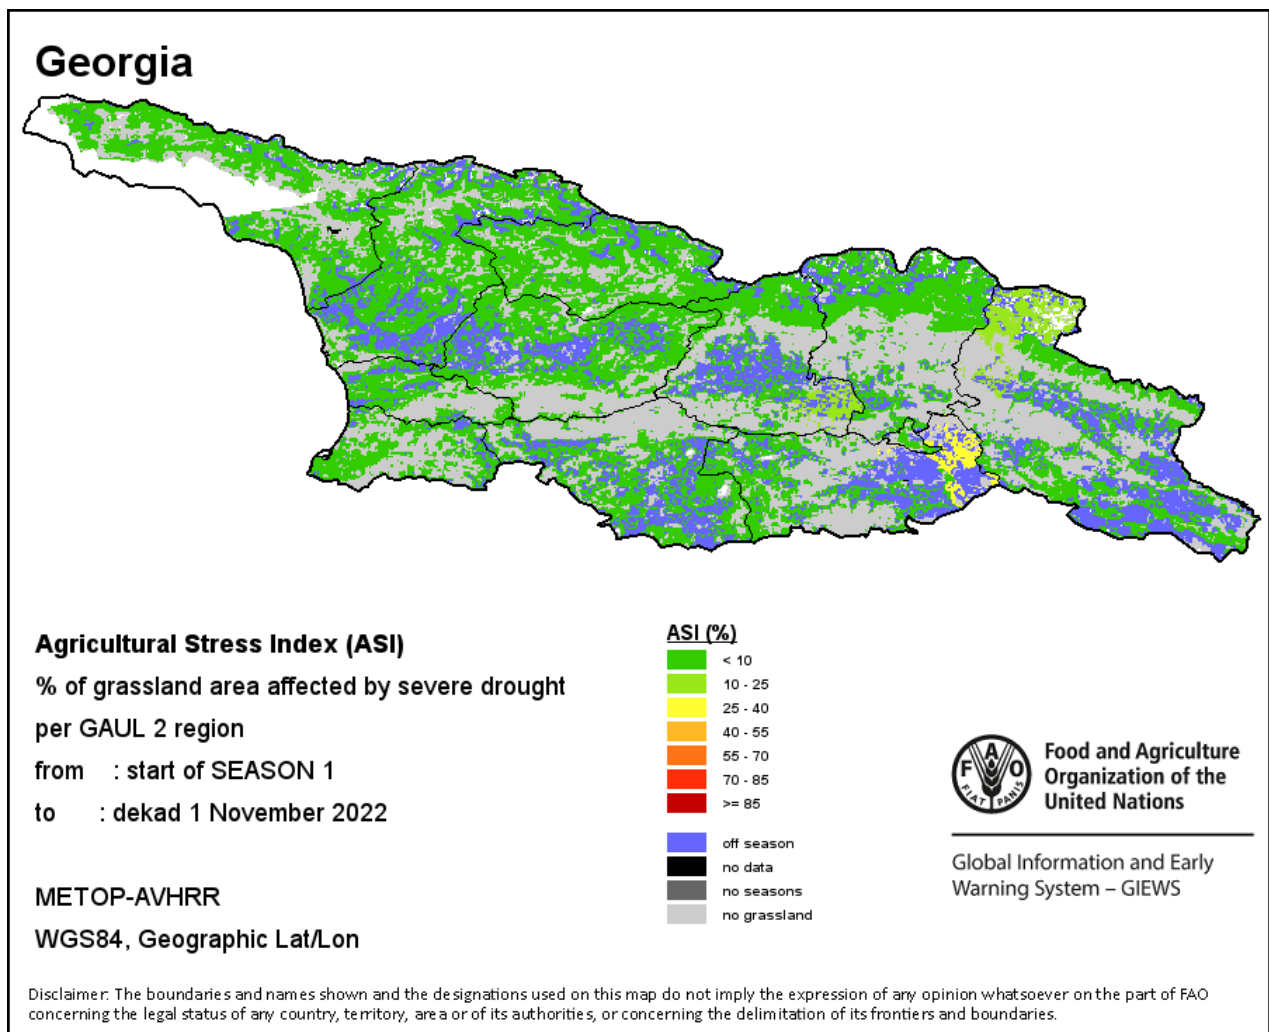 Georgia
Agricultural Stress Index (ASI)
% of grassland area affected by severe drought
per GAUL 2 region
from : start of SEASON 1
to : dekad 1 November 2022
METOP-AVHRR
WGS84, Geographic Lat/Lon
ASI (%)
< 10
10 - 25
25 - 40
40 - 55
55 - 70
70 - 85
>= 85
off season
no data
no seasons
no grassland
F A O
FIAT PANIS
Food and Agriculture
Organization of the
United Nations
Global Information and Early
Warning System – GIEWS
Disclaimer: The boundaries and names shown and the designations used on this map do not imply the expression of any opinion whatsoever on the part of FAO
concerning the legal status of any country, territory, area or of its authorities, or concerning the delimitation of its frontiers and boundaries.